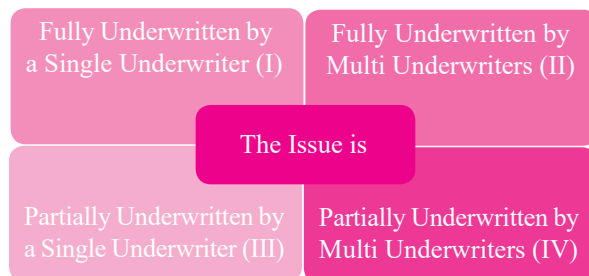 Fully Underwritten by
a Single Underwriter (I)
Fully Underwritten by
Multi Underwriters (II)
The Issue is
Partially Underwritten by
a Single Underwriter (III)
Partially Underwritten by
Multi Underwriters (IV)